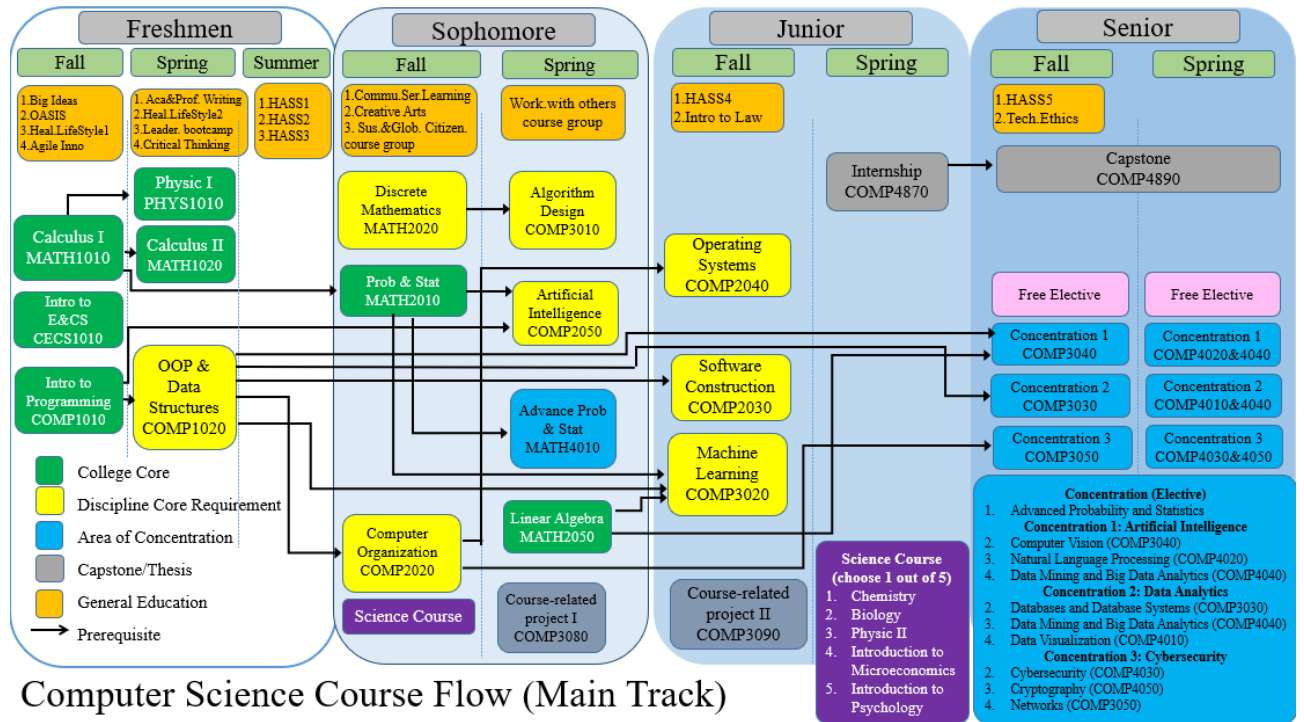 Freshmen
Fall
Spring
Summer
1.Big Ideas
2.OASIS
3.Heal.LifeStyle1
4.Agile Inno
1. Aca&Prof. Writing
2. Heal.LifeStyle2
3.Leader. bootcamp
4.Critical Thinking
1.HASS1
2.HASS2
3.HASS3
Physic I
PHYS1010
Calculus I
MATH1010
Calculus II
MATH1020
Intro to
E&CS
CECS1010
Intro to
Programming
COMP1010
OOP &
Data
Structures
COMP1020
College Core
Discipline Core Requirement
Area of Concentration
Capstone/Thesis
General Education
Prerequisite
Sophomore
Fall
Spring
1.Commu.Ser.Learning
2.Creative Arts
3. Sus.&Glob. Citizen.
course group
Work.with others
course group
Discrete
Mathematics
MATH2020
Algorithm
Design
COMP3010
Prob & Stat
MATH2010
Artificial
Intelligence
COMP2050
Advance Prob
& Stat
MATH4010
Linear Algebra
MATH2050
Computer
Organization
COMP2020
Science Course
Course-related
project I
COMP3080
Junior
Fall
Spring
1.HASS4
2.Intro to Law
Internship
COMP4870
Operating
Systems
COMP2040
Software
Construction
COMP2030
Machine
Learning
COMP3020
Course-related
project II
COMP3090
Science Course
(choose 1 out of 5)
1. Chemistry
2. Biology
3. Physic II
4. Introduction to
Microeconomics
5. Introduction to
Psychology
Senior
Fall
Spring
1.HASS5
2.Tech.Ethics
Capstone
COMP4890
Free Elective
Free Elective
Concentration 1
COMP3040
Concentration 1
COMP4020&4040
Concentration 2
COMP3030
Concentration 2
COMP4010&4040
Concentration 3
COMP3050
Concentration 3
COMP4030&4050
Concentration (Elective)
1. Advanced Probability and Statistics
Concentration 1: Artificial Intelligence
2. Computer Vision (COMP3040)
3. Natural Language Processing (COMP4020)
4. Data Mining and Big Data Analytics (COMP4040)
Concentration 2: Data Analytics
2. Databases and Database Systems (COMP3030)
3. Data Mining and Big Data Analytics (COMP4040)
4. Data Visualization (COMP4010)
Concentration 3: Cybersecurity
2. Cybersecurity (COMP4030)
3. Cryptography (COMP4050)
4. Networks (COMP3050)
Computer Science Course Flow (Main Track)